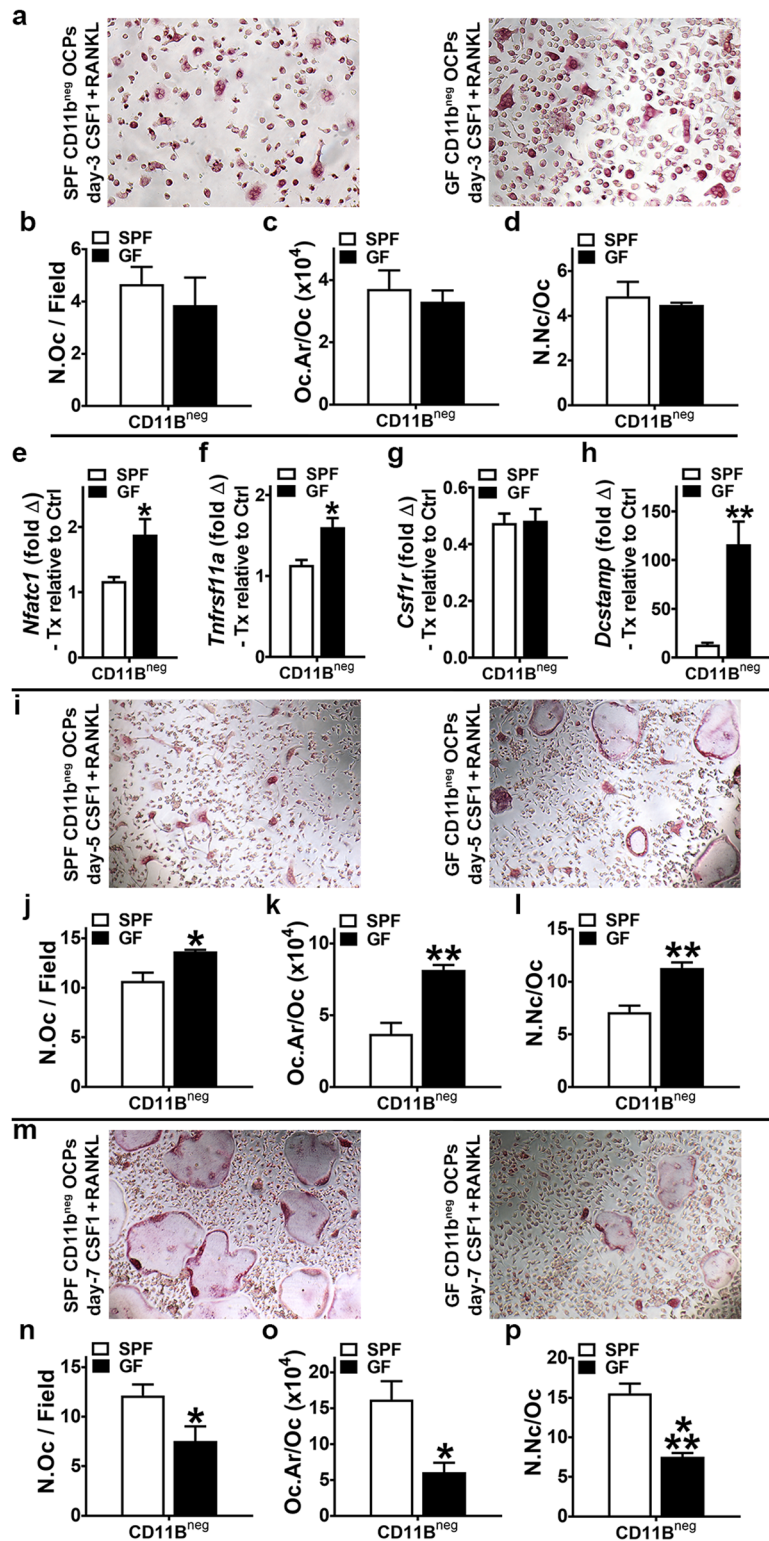 a
SPF CD11b^neg OCPs
day-3 CSF1+RANKL
GF CD11b^neg OCPs
day-3 CSF1+RANKL
b
SPF
GF
N.Oc / Field
6
4
2
0
CD11B^neg
c
SPF
GF
Oc.Ar/Oc (x10^4)
4
2
0
CD11B^neg
d
SPF
GF
N.Nc/Oc
6
4
2
0
CD11B^neg
e
SPF
GF
Nfatc1 (fold Δ)
- Tx relative to Ctrl
2
1
0
*
CD11B^neg
f
SPF
GF
Tnfrsf11a (fold Δ)
- Tx relative to Ctrl
2
1
0
*
CD11B^neg
g
SPF
GF
Csf1r (fold Δ)
- Tx relative to Ctrl
0.6
0.4
0.2
0.0
CD11B^neg
h
SPF
GF
Dcstamp (fold Δ)
- Tx relative to Ctrl
150
100
50
0
**
CD11B^neg
i
SPF CD11b^neg OCPs
day-5 CSF1+RANKL
GF CD11b^neg OCPs
day-5 CSF1+RANKL
j
SPF
GF
N.Oc / Field
15
10
5
0
*
CD11B^neg
k
SPF
GF
Oc.Ar/Oc (x10^4)
10
5
0
**
CD11B^neg
l
SPF
GF
N.Nc/Oc
15
10
5
0
**
CD11B^neg
m
SPF CD11b^neg OCPs
day-7 CSF1+RANKL
GF CD11b^neg OCPs
day-7 CSF1+RANKL
n
SPF
GF
N.Oc / Field
15
10
5
0
*
CD11B^neg
o
SPF
GF
Oc.Ar/Oc (x10^4)
20
15
10
5
0
*
CD11B^neg
p
SPF
GF
N.Nc/Oc
20
15
10
5
0
*
**
CD11B^neg